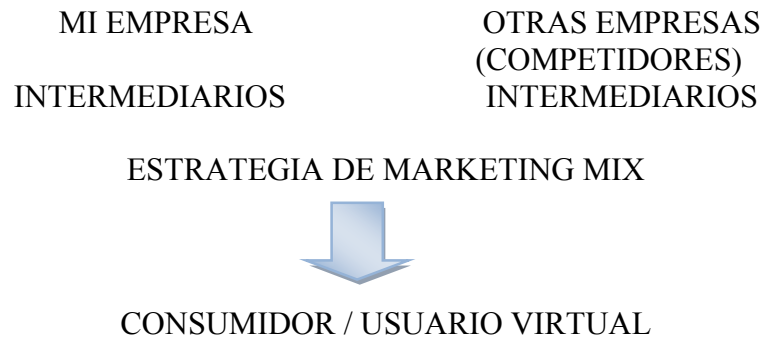 MI EMPRESA OTRAS EMPRESAS
(COMPETIDORES)
INTERMEDIARIOS INTERMEDIARIOS
ESTRATEGIA DE MARKETING MIX
CONSUMIDOR / USUARIO VIRTUAL